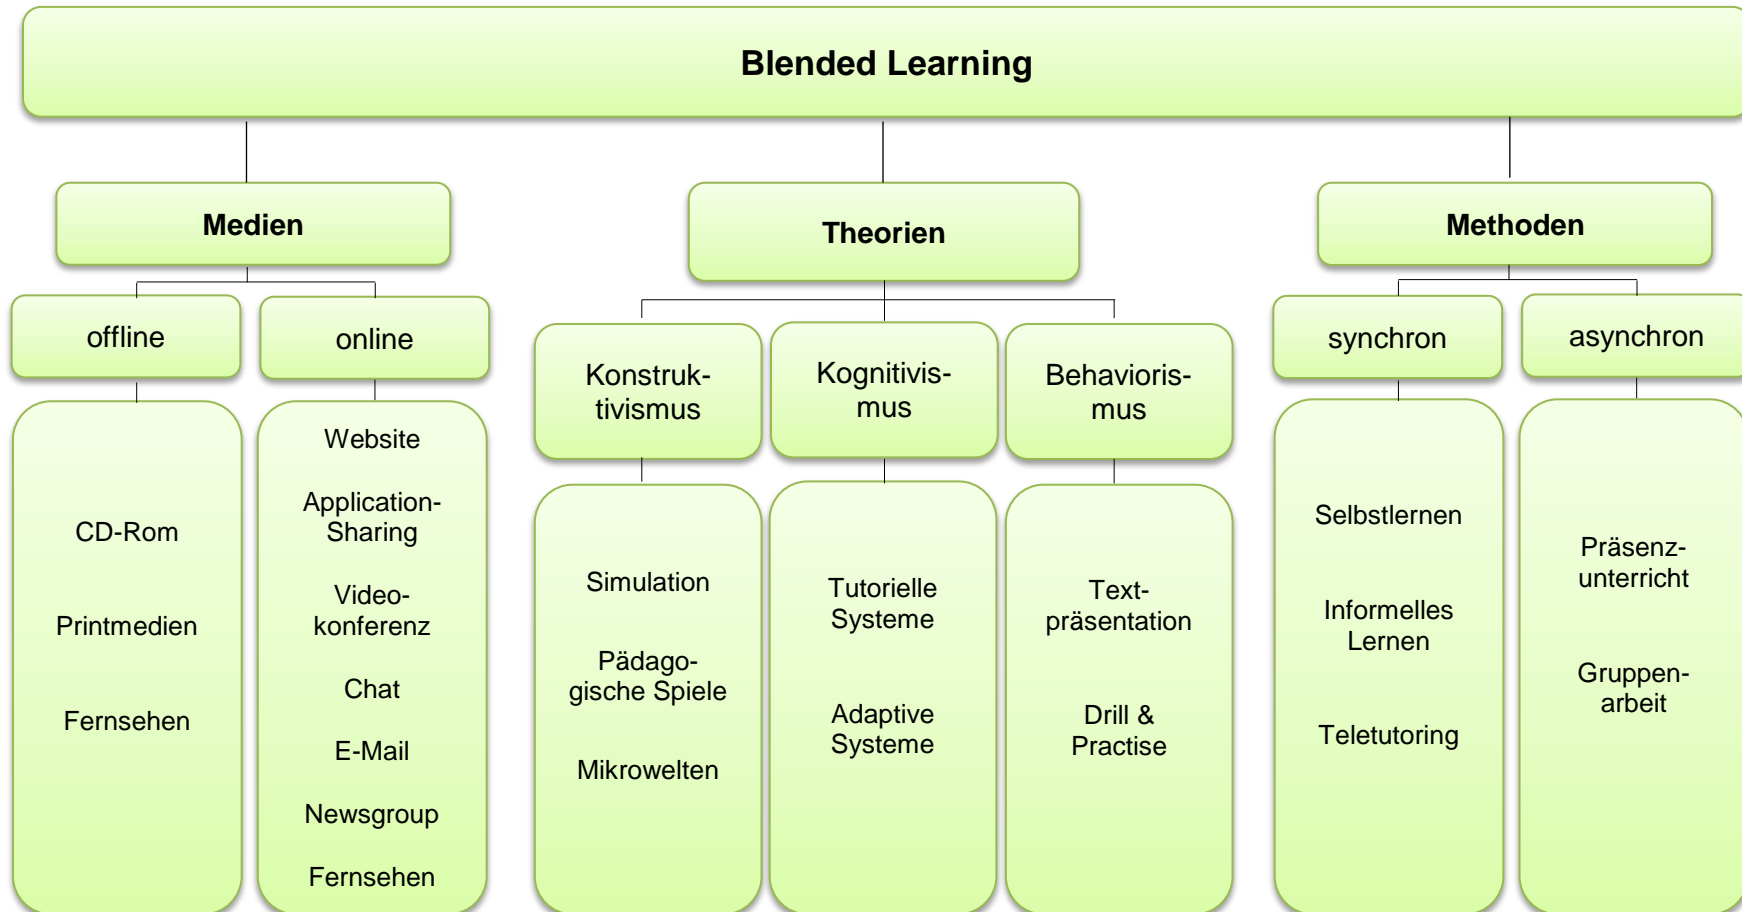 Blended Learning
Medien
offline
CD-Rom
Printmedien
Fernsehen
online
Website
Application-
Sharing
Video-
konferenz
Chat
E-Mail
Newsgroup
Fernsehen
Theorien
Konstruk-
tivismus
Simulation
Pädago-
gische Spiele
Mikrowelten
Kognitivis-
mus
Tutorielle
Systeme
Adaptive
Systeme
Behavioris-
mus
Text-
präsentation
Drill &
Practise
Methoden
synchron
Selbstlernen
Informelles
Lernen
Teletutoring
asynchron
Präsenz-
unterricht
Gruppen-
arbeit